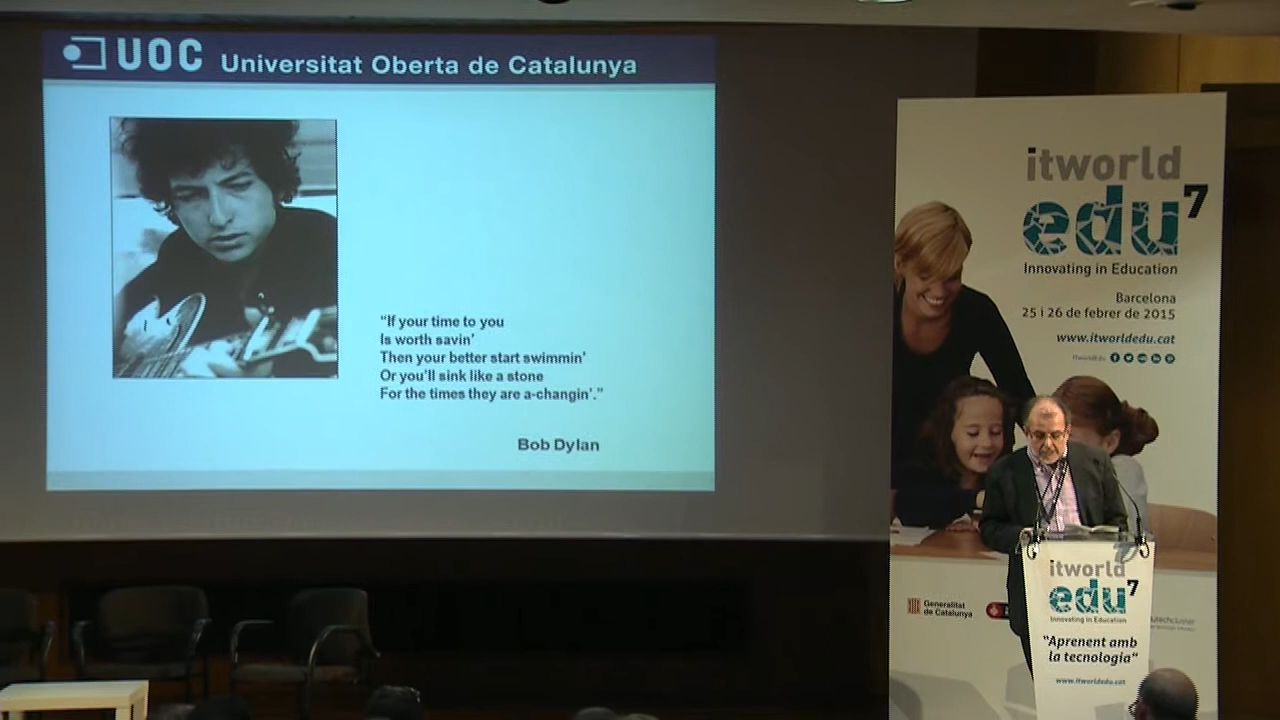 UOC Universitat Oberta de Catalunya
“If your time to you
Is worth savin’
Then your better start swimmin’
Or you’ll sink like a stone
For the times they are a-changin’.”
Bob Dylan
itworld
edu7
Innovating in Education
Barcelona
25 i 26 de febrer de 2015
www.itworldedu.cat
ITworldEdu
Generalitat
de Catalunya
itworld
edu7
Innovating in Education
"Aprenent amb
la tecnologia"
www.itworldedu.cat